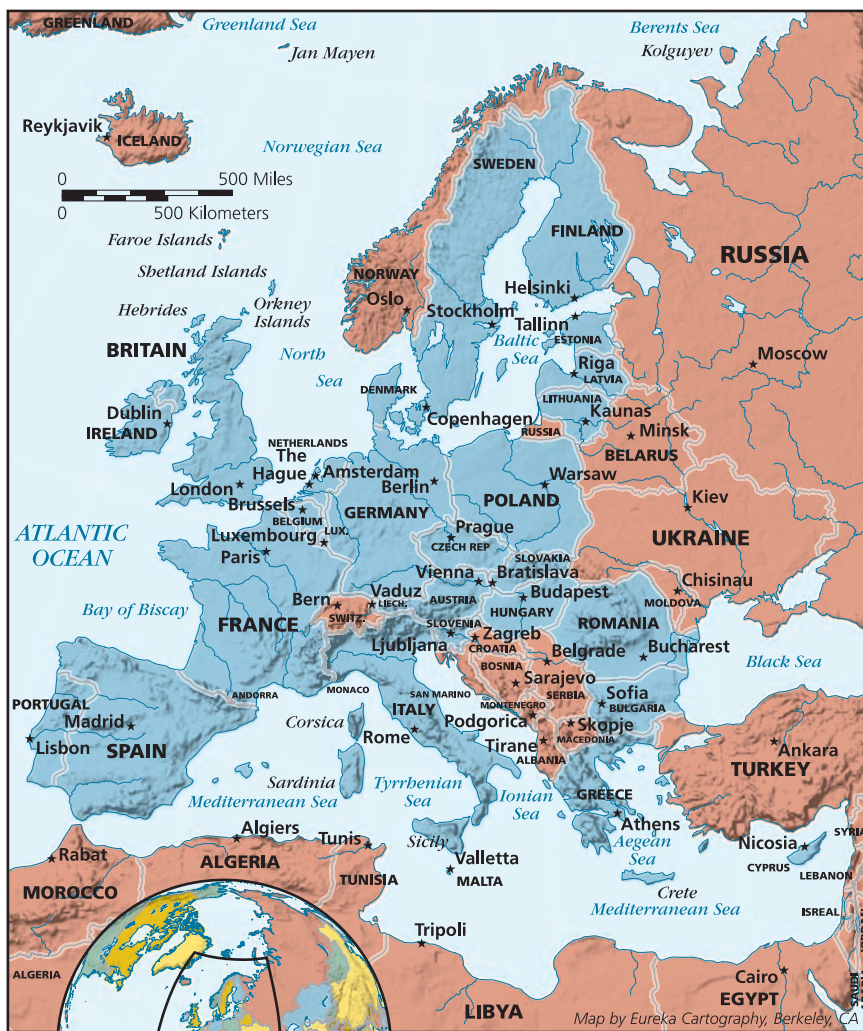 GREENLAND
Greenland Sea
Jan Mayen
Berents Sea
Kolguyev
Reykjavik
ICELAND
Norwegian Sea
0 500 Miles
0 500 Kilometers
Faroe Islands
Shetland Islands
Hebrides
Orkney
Islands
SWEDEN
FINLAND
RUSSIA
NORWAY
Oslo
Helsinki
Stockholm
Tallinn
Baltic
Sea
ESTONIA
BRITAIN
North
Sea
Riga
LATVIA
Moscow
DENMARK
LITHUANIA
Dublin
IRELAND
Copenhagen
Kaunas
RUSSIA
Minsk
BELARUS
NETHERLANDS
The
Hague
Amsterdam
London
Berlin
Warsaw
POLAND
Brussels
BELGIUM
GERMANY
Kiev
UKRAINE
ATLANTIC
OCEAN
Luxembourg
LUX.
Paris
Prague
CZECH REP
SLOVAKIA
Vienna
Bratislava
Chisinau
MOLDOVA
Bay of Biscay
Bern
SWITZ.
Vaduz
LIECH.
AUSTRIA
Budapest
HUNGARY
FRANCE
SLOVENIA
Ljubljana
Zagreb
CROATIA
ROMANIA
Belgrade
Bucharest
BOSNIA
Sarajevo
SERBIA
Black Sea
PORTUGAL
ANDORRA
MONACO
SAN MARINO
MONTENEGRO
Sofia
BULGARIA
Madrid
Lisbon
SPAIN
Corsica
ITALY
Rome
Podgorica
Skopje
MACEDONIA
Tirane
ALBANIA
Ankara
TURKEY
Sardinia
Mediterranean Sea
Tyrrhenian
Sea
Ionian
Sea
GREECE
Athens
Aegean
Sea
Algiers
Tunis
Sicily
Nicosia
CYPRUS
SYRIA
LEBANON
Rabat
ALGERIA
MOROCCO
TUNISIA
Valletta
MALTA
Crete
Mediterranean Sea
ISREAL
Tripoli
ALGERIA
LIBYA
Cairo
EGYPT
SAUDI
Map by Eureka Cartography, Berkeley, CA